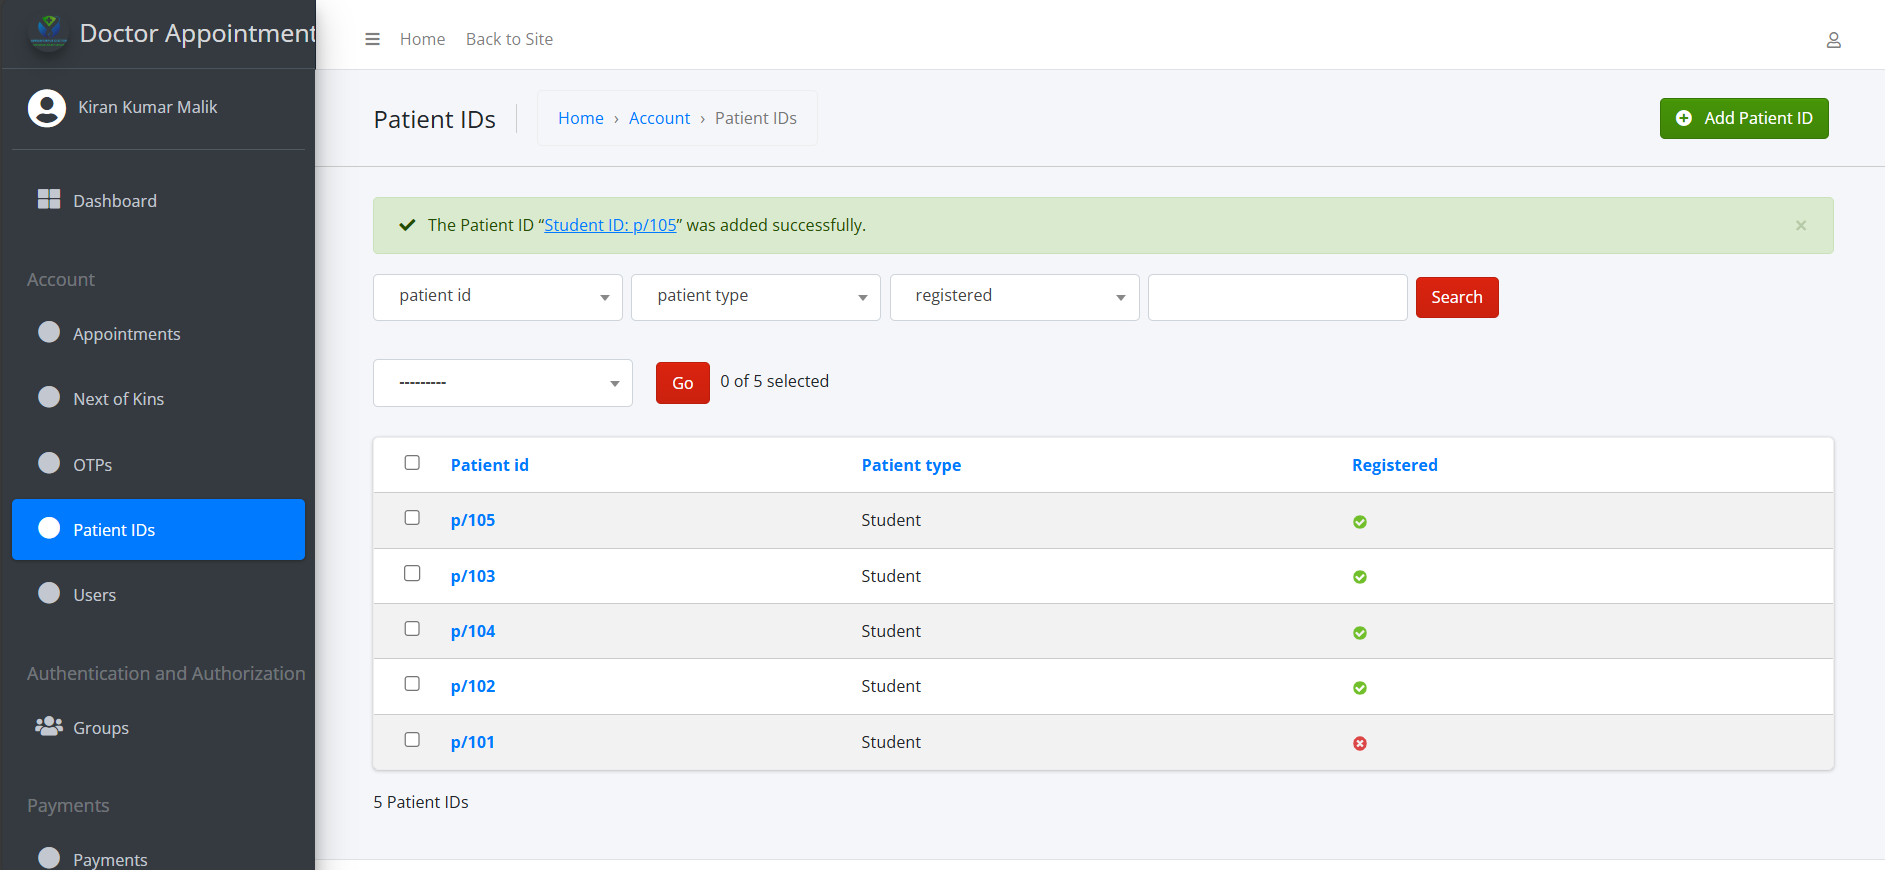 Doctor Appointment
Kiran Kumar Malik
Dashboard
Account
Appointments
Next of Kins
OTPs
Patient IDs
Users
Authentication and Authorization
Groups
Payments
Payments
Home Back to Site
Patient IDs
Home › Account › Patient IDs
Add Patient ID
The Patient ID “Student ID: p/105” was added successfully.
×
patient id patient type registered Search
--------- Go 0 of 5 selected
Patient id Patient type Registered
p/105 Student
p/103 Student
p/104 Student
p/102 Student
p/101 Student
5 Patient IDs